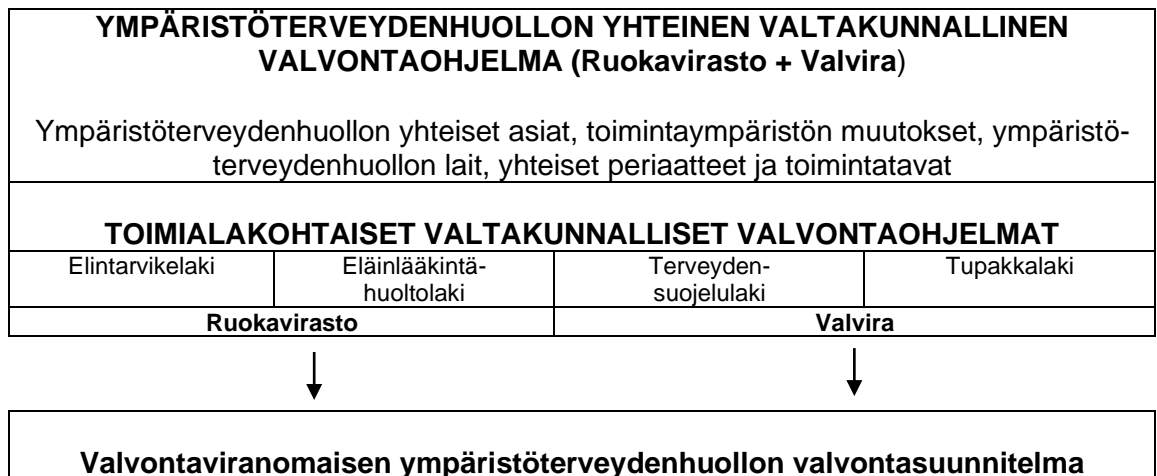 YMPÄRISTÖTERVEYDENHUOLLON YHTEINEN VALTAKUNNALLINEN
VALVONTAOHJELMA (Ruokavirasto + Valvira)
Ympäristöterveydenhuollon yhteiset asiat, toimintaympäristön muutokset, ympäristö-
terveydenhuollon lait, yhteiset periaatteet ja toimintatavat
TOIMIALAKOHTAISET VALTAKUNNALLISET VALVONTAOHJELMAT
Elintarvikelaki
Eläinlääkintä-
huoltolaki
Terveyden-
suojelulaki
Tupakkalaki
Ruokavirasto
Valvira
Valvontaviranomaisen ympäristöterveydenhuollon valvontasuunnitelma